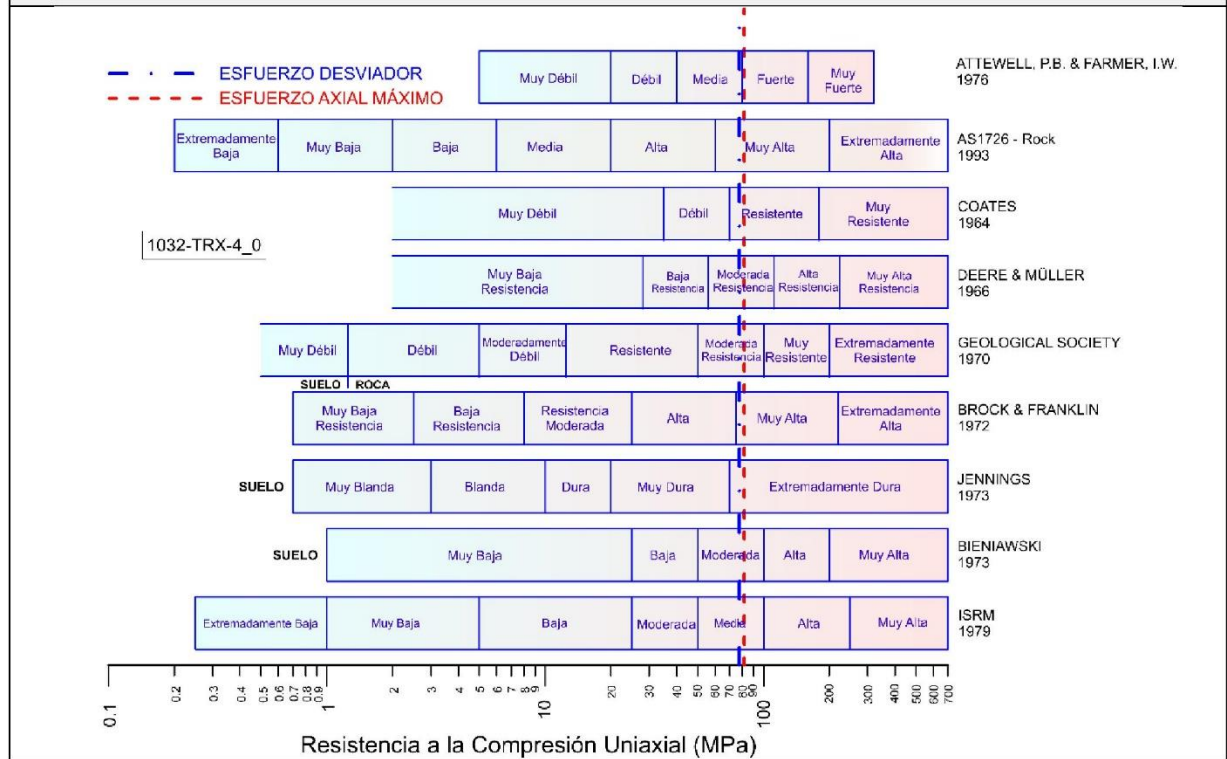 ESFUERZO DESVIADOR
ESFUERZO AXIAL MÁXIMO
Muy Débil
Débil
Media
Fuerte
Muy
Fuerte
ATTEWELL, P.B. & FARMER, I.W.
1976
Extremadamente
Baja
Muy Baja
Baja
Media
Alta
Muy Alta
Extremadamente
Alta
AS1726 - Rock
1993
Muy Débil
Débil
Resistente
Muy
Resistente
COATES
1964
1032-TRX-4_0
Muy Baja
Resistencia
Baja
Resistencia
Moderada
Resistencia
Alta
Resistencia
Muy Alta
Resistencia
DEERE & MÜLLER
1966
Muy Débil
Débil
Moderadamente
Débil
Resistente
Moderada
Resistencia
Muy
Resistente
Extremadamente
Resistente
GEOLOGICAL SOCIETY
1970
SUELO
ROCA
Muy Baja
Resistencia
Baja
Resistencia
Resistencia
Moderada
Alta
Muy Alta
Extremadamente
Alta
BROCK & FRANKLIN
1972
SUELO
Muy Blanda
Blanda
Dura
Muy Dura
Extremadamente Dura
JENNINGS
1973
SUELO
Muy Baja
Baja
Moderada
Alta
Muy Alta
BIENIAWSKI
1973
Extremadamente Baja
Muy Baja
Baja
Moderada
Media
Alta
Muy Alta
ISRM
1979
0.1 0.2 0.3 0.4 0.5 0.6 0.7 0.8 0.9 1 2 3 4 5 6 7 8 9 10 20 30 40 50 60 70 80 90 100 200 300 400 500 600 700
Resistencia a la Compresión Uniaxial (MPa)